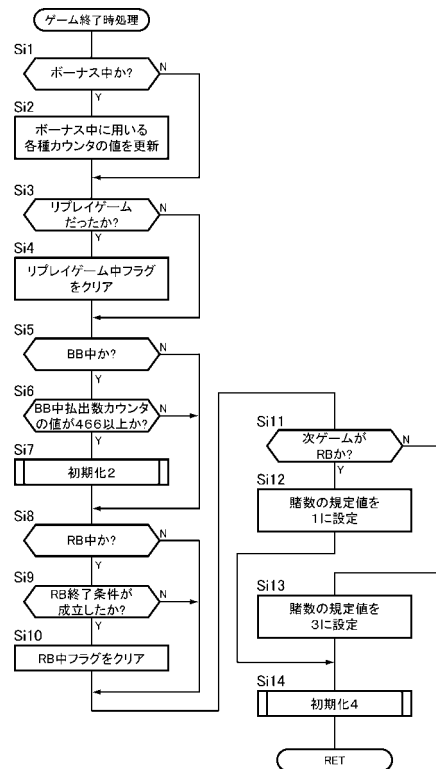 ゲーム終了時処理
Si1
ボーナス中か?
N
Y
Si2
ボーナス中に用いる
各種カウンタの値を更新
Si3
リプレイゲーム
だったか?
N
Y
Si4
リプレイゲーム中フラグ
をクリア
Si5
BB中か?
N
Y
Si6
BB中払出数カウンタ
の値が466以上か?
N
Y
Si7
初期化2
Si8
RB中か?
N
Y
Si9
RB終了条件が
成立したか?
N
Y
Si10
RB中フラグをクリア
Si11
次ゲームが
RBか?
N
Y
Si12
賭数の規定値を
1に設定
Si13
賭数の規定値を
3に設定
Si14
初期化4
RET